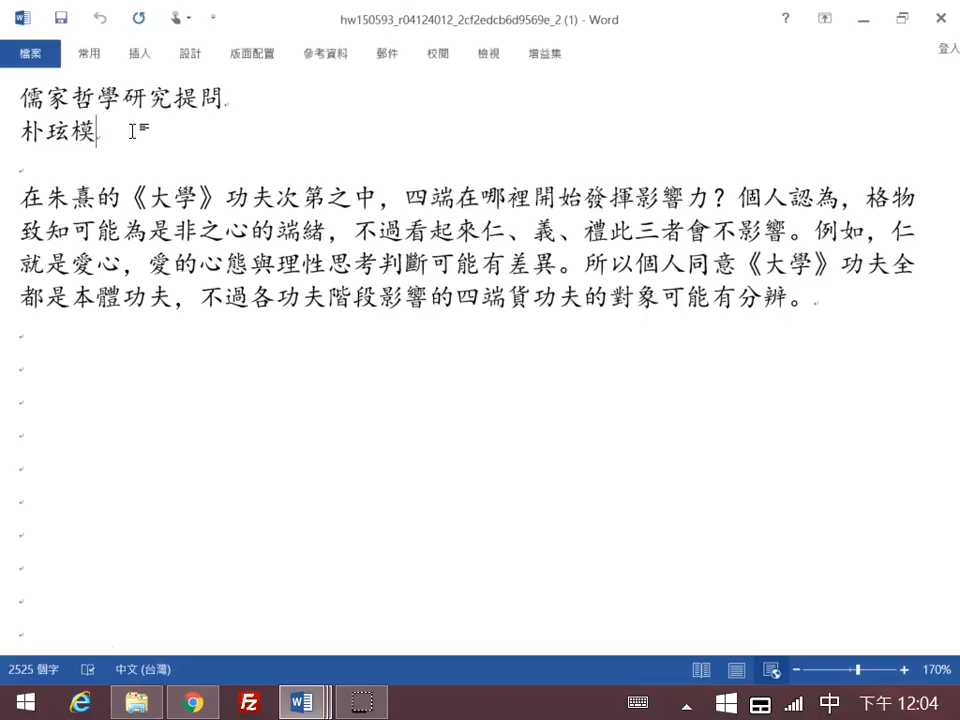 hw150593_r04124012_2cf2edcb6d9569e_2 (1) - Word
?
檔案 常用 插入 設計 版面配置 參考資料 郵件 校閱 檢視 增益集 登入
儒家哲學研究提問
朴玹模
在朱熹的《大學》功夫次第之中，四端在哪裡開始發揮影響力？個人認為，格物
致知可能為是非之心的端緒，不過看起來仁、義、禮此三者會不影響。例如，仁
就是愛心，愛的心態與理性思考判斷可能有差異。所以個人同意《大學》功夫全
都是本體功夫，不過各功夫階段影響的四端貨功夫的對象可能有分辨。
2525 個字 中文 (台灣) 170%
中 下午 12:04